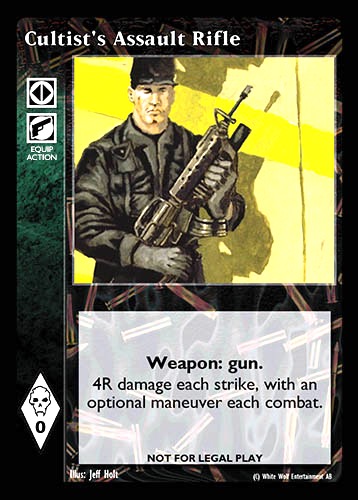 Cultist's Assault Rifle
EQUIP
ACTION
Weapon: gun.
4R damage each strike, with an
optional maneuver each combat.
0
NOT FOR LEGAL PLAY
Illus: Jeff Holt
(C) White Wolf Entertainment AB